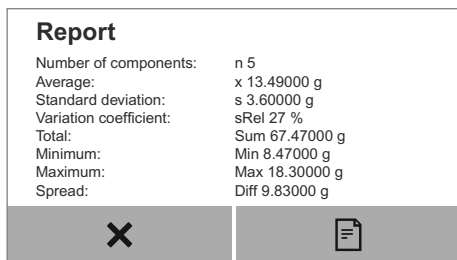 Report
Number of components: n 5
Average: x 13.49000 g
Standard deviation: s 3.60000 g
Variation coefficient: sRel 27 %
Total: Sum 67.47000 g
Minimum: Min 8.47000 g
Maximum: Max 18.30000 g
Spread: Diff 9.83000 g